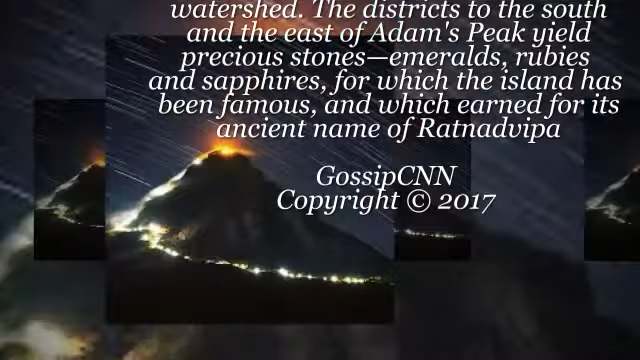 watershed. The districts to the south
and the east of Adam's Peak yield
precious stones—emeralds, rubies
and sapphires, for which the island has
been famous, and which earned for its
ancient name of Ratnadvipa
GossipCNN
Copyright © 2017